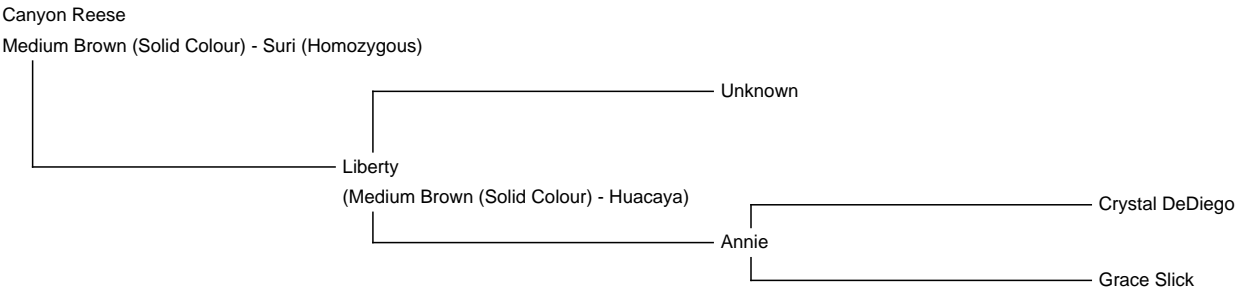 Canyon Reese
Medium Brown (Solid Colour) - Suri (Homozygous)
Unknown
Liberty
(Medium Brown (Solid Colour) - Huacaya)
Crystal DeDiego
Annie
Grace Slick